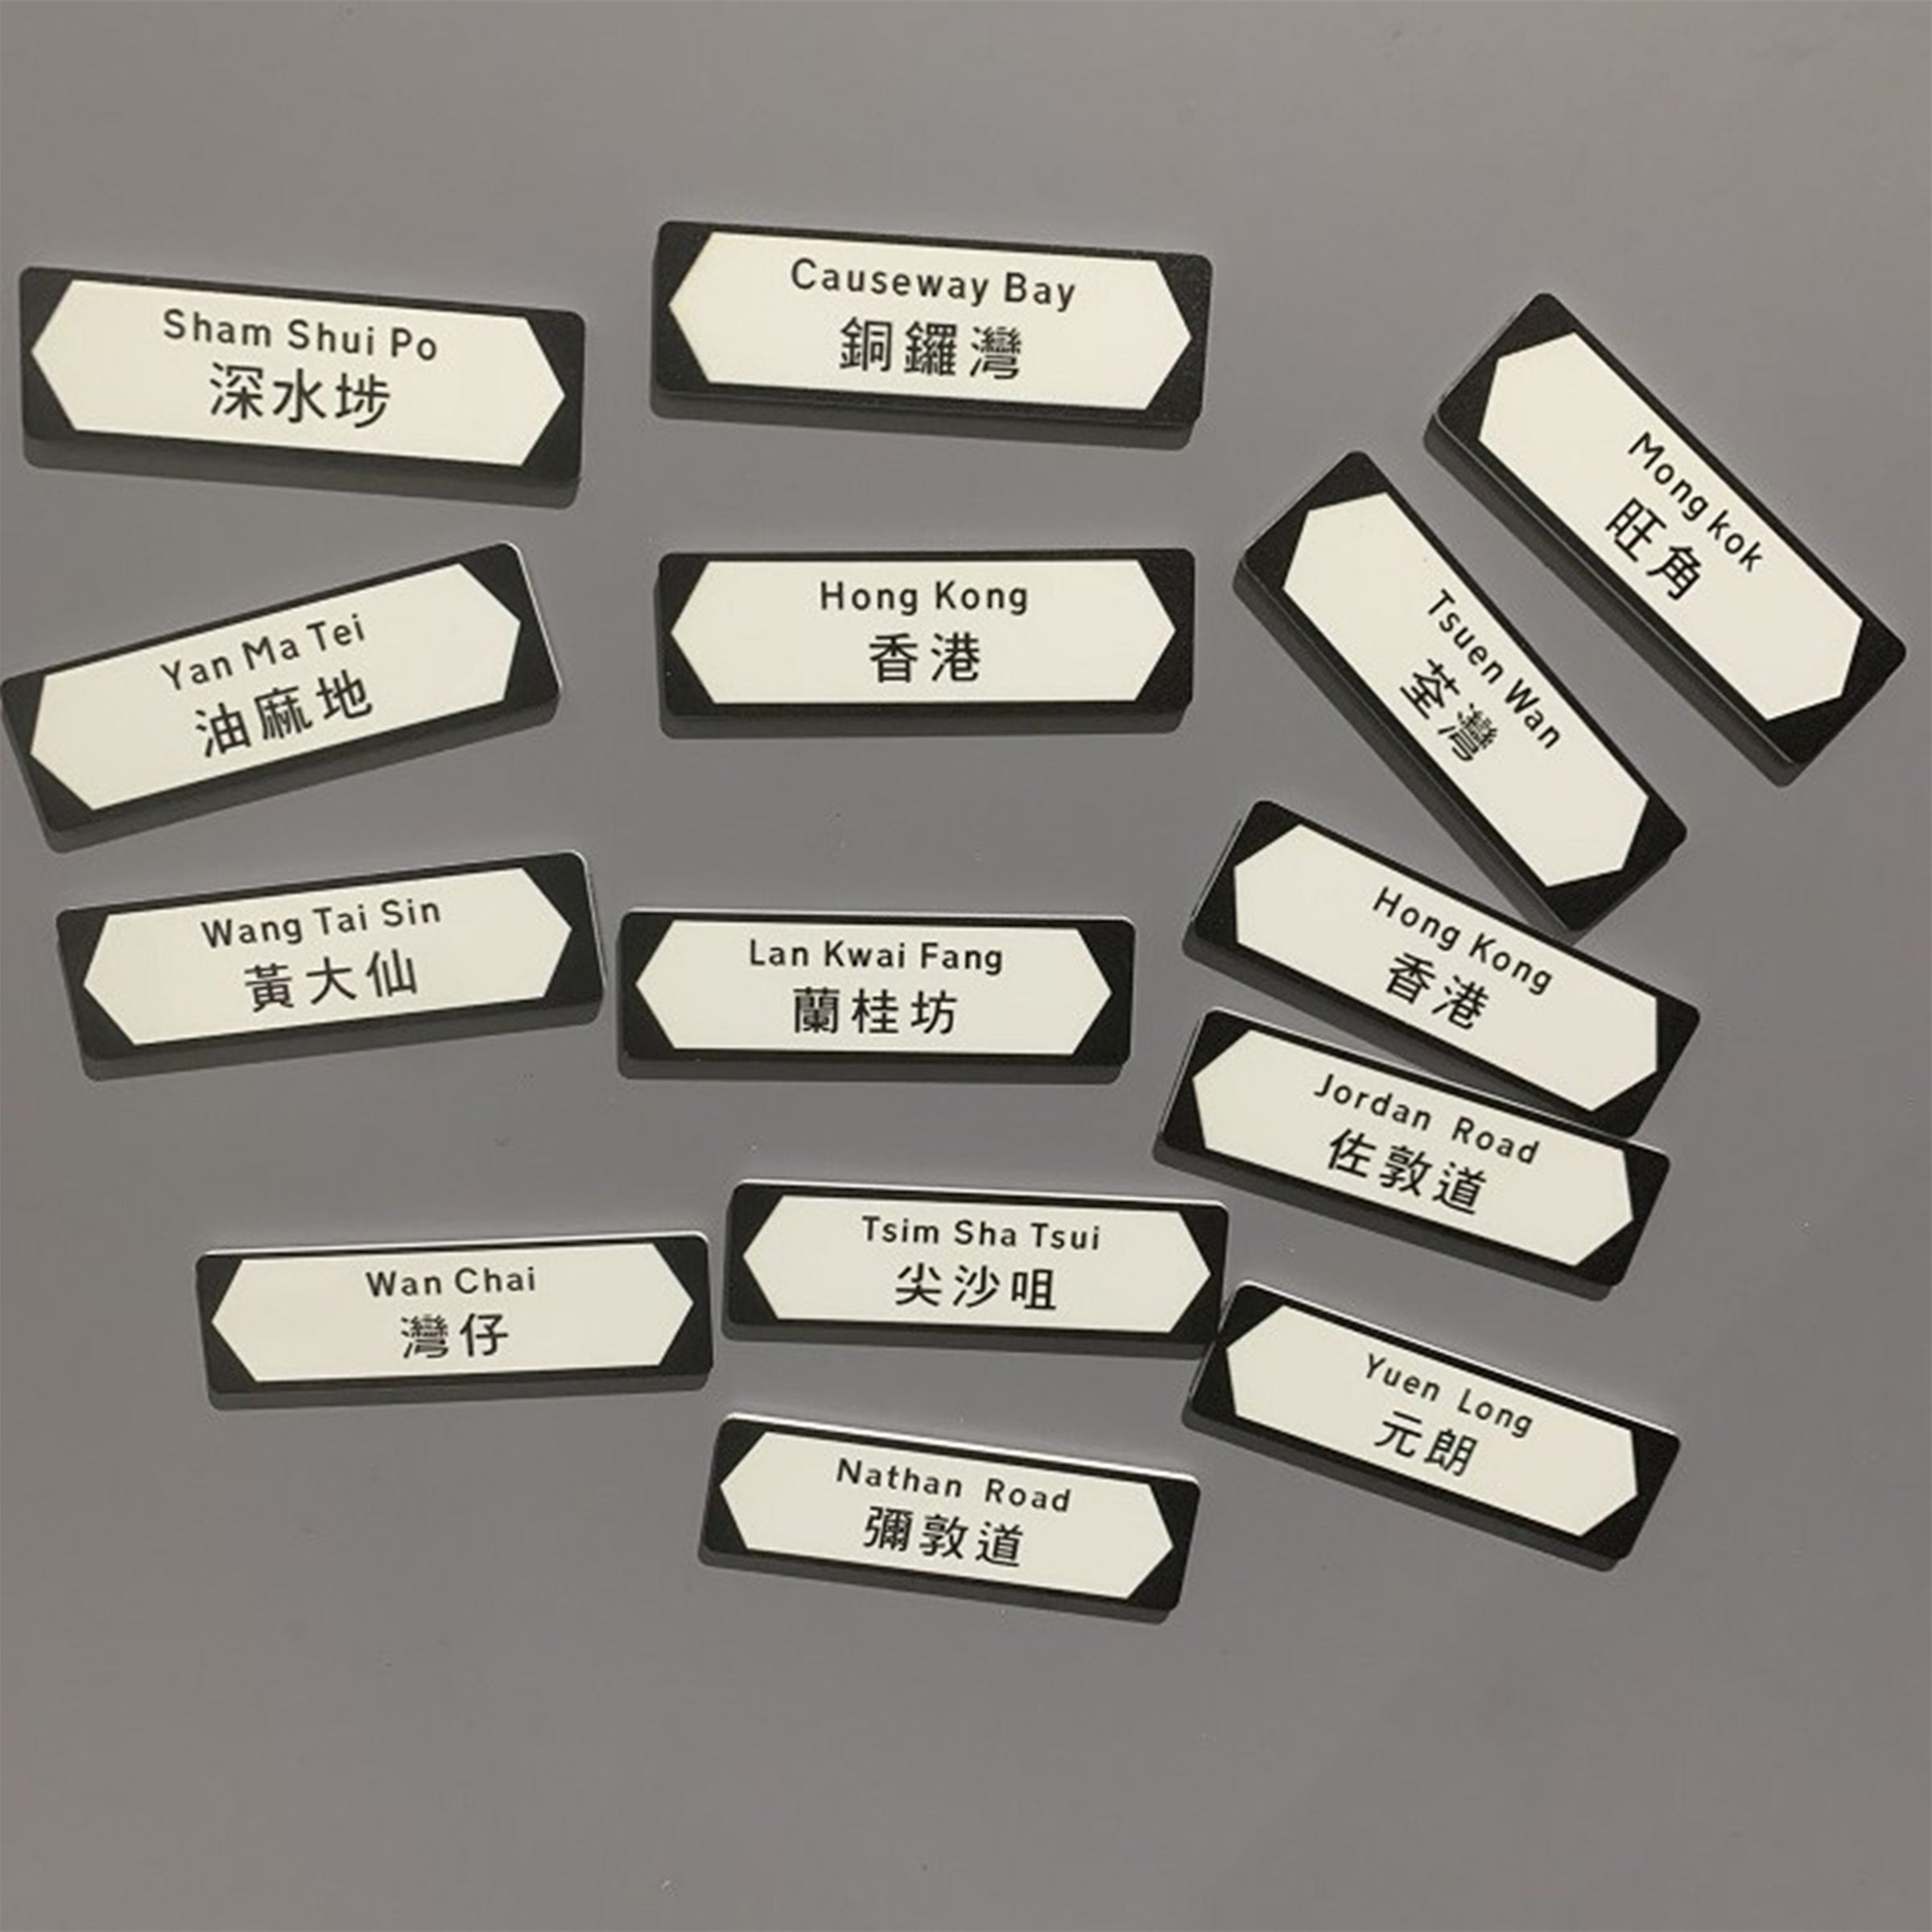 Causeway Bay
銅鑼灣
Sham Shui Po
深水埗
Mong kok
旺角
Yan Ma Tei
油麻地
Hong Kong
香港
Tsuen Wan
荃灣
Wang Tai Sin
黃大仙
Lan Kwai Fang
蘭桂坊
Hong Kong
香港
Jordan Road
佐敦道
Wan Chai
灣仔
Tsim Sha Tsui
尖沙咀
Yuen Long
元朗
Nathan Road
彌敦道